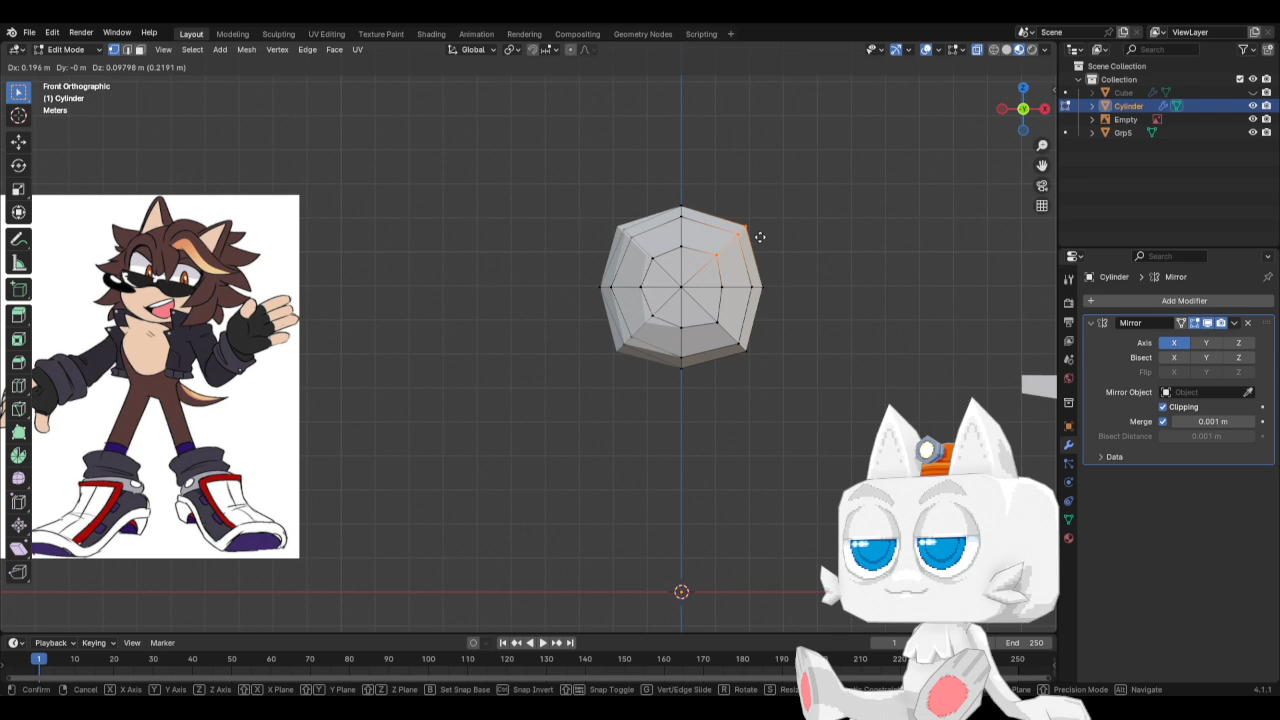 File Edit Render Window Help Layout Modeling Sculpting UV Editing Texture Paint Shading Animation Rendering Compositing Geometry Nodes Scripting + Scene ViewLayer
Edit Mode View Select Add Mesh Vertex Edge Face UV Global Search
Dx: 0.196 m Dy: -0 m Dz: 0.09798 m (0.2191 m)
Front Orthographic
(1) Cylinder
Meters
Z
Y
X
Scene Collection
Collection
Cube
Cylinder
Empty
Grp5
Search
Cylinder Mirror
+ Add Modifier
Mirror
Axis X Y Z
Bisect X Y Z
Flip X Y Z
Mirror Object Object
Clipping
Merge 0.001 m
Bisect Distance 0.001 m
Data
Playback Keying View Marker 1 End 250
1 10 20 30 40 50 60 70 80 90 100 110 120 130 140 150 160 170 180 190 200 250
Confirm Cancel X X Axis Y Y Axis Z Z Axis X X Plane Y Y Plane Z Z Plane B Set Snap Base Ctrl Snap Invert Snap Toggle G Vert/Edge Slide R Rotate S Plane Precision Mode Alt Navigate 4.1.1